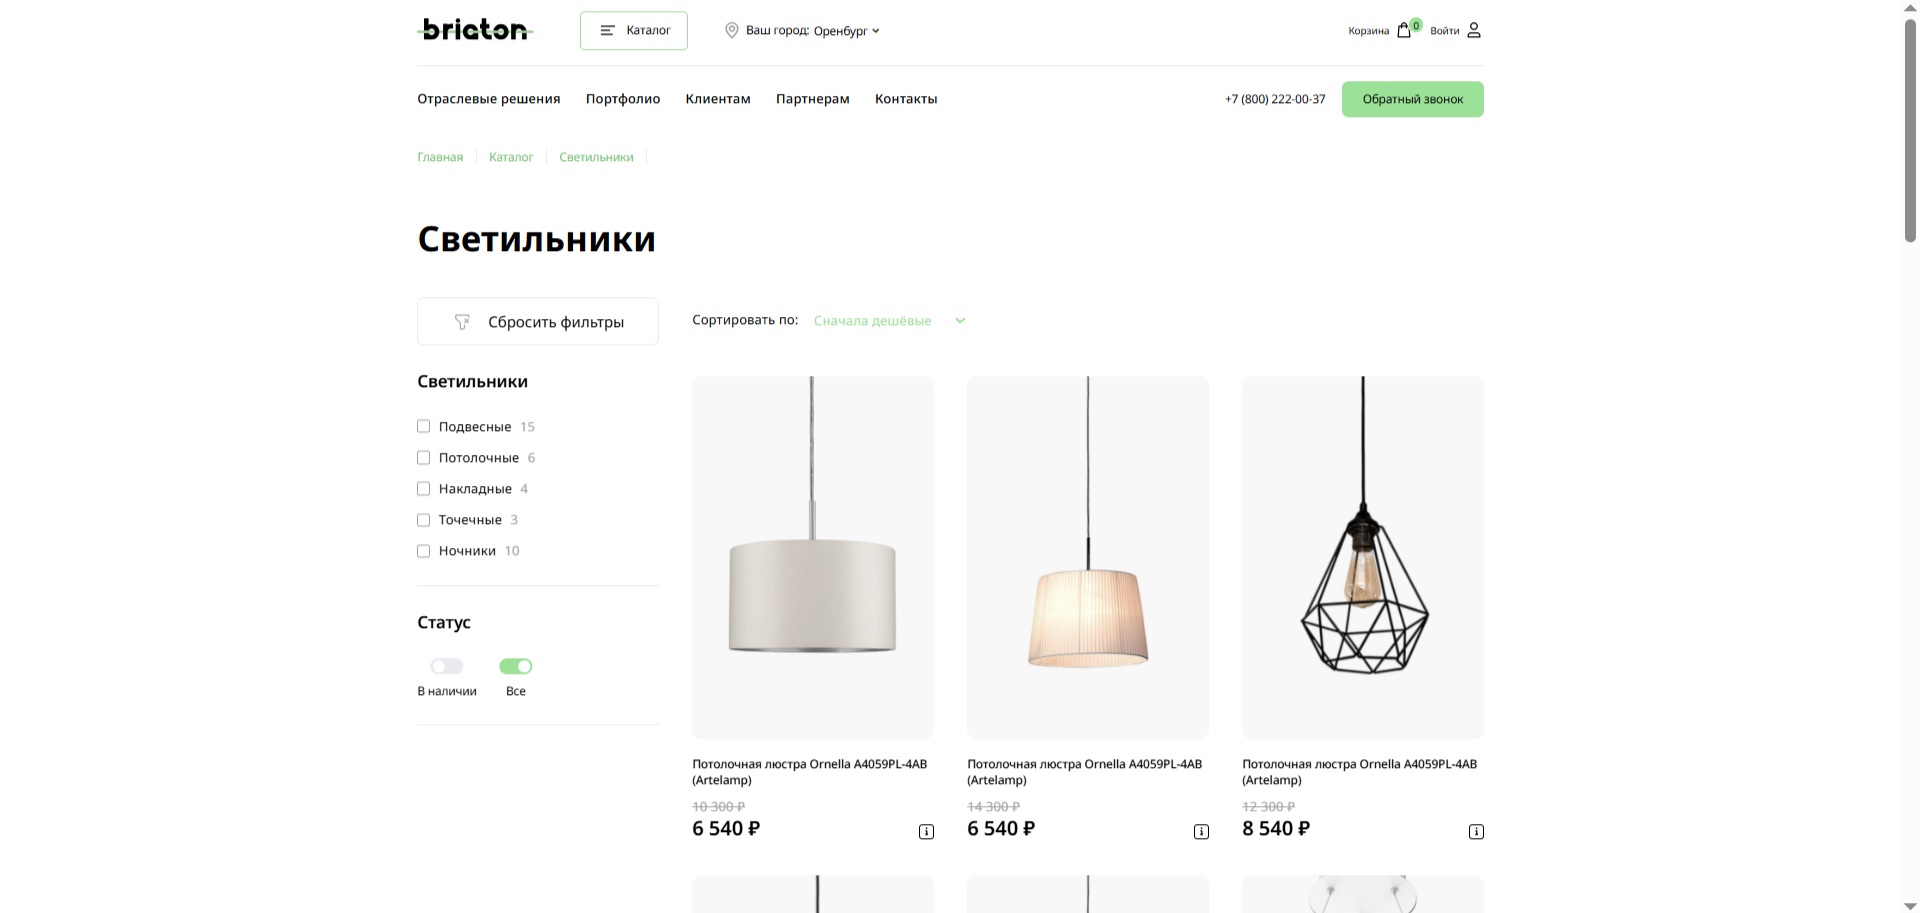 briaton
Каталог
Ваш город: Оренбург
Корзина 0 Войти
Отраслевые решения Портфолио Клиентам Партнерам Контакты
+7 (800) 222-00-37 Обратный звонок
Главная Каталог Светильники
Светильники
Сбросить фильтры
Сортировать по: Сначала дешёвые
Светильники
Подвесные 15
Потолочные 6
Накладные 4
Точечные 3
Ночники 10
Статус
В наличии Все
Потолочная люстра Ornella A4059PL-4AB
(Artelamp)
10 300 ₽
6 540 ₽
Потолочная люстра Ornella A4059PL-4AB
(Artelamp)
14 300 ₽
6 540 ₽
Потолочная люстра Ornella A4059PL-4AB
(Artelamp)
12 300 ₽
8 540 ₽